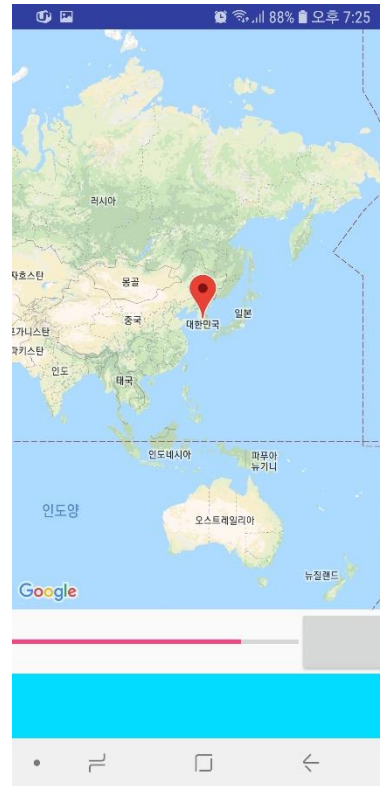 88% 오후 7:25
러시아
자흐스탄
몽골
일본
중국
대한민국
가니스탄
파키스탄
인도
태국
인도네시아
파푸아
뉴기니
인도양
오스트레일리아
뉴질랜드
Google